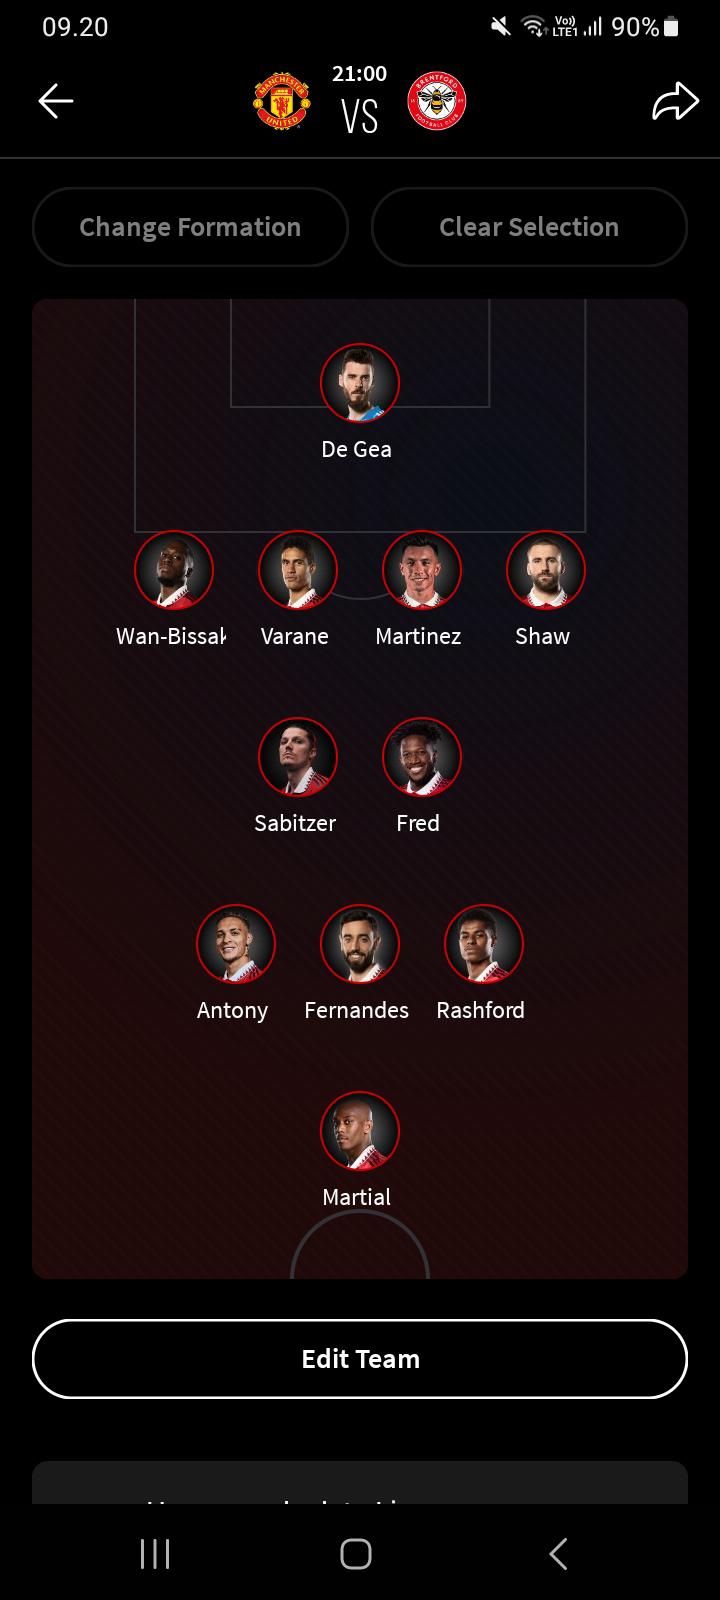 09.20
Vo)) LTE1 90%
21:00
MANCHESTER UNITED
VS
BRENTFORD FOOTBALL CLUB
Change Formation
Clear Selection
De Gea
Wan-Bissak
Varane
Martinez
Shaw
Sabitzer
Fred
Antony
Fernandes
Rashford
Martial
Edit Team